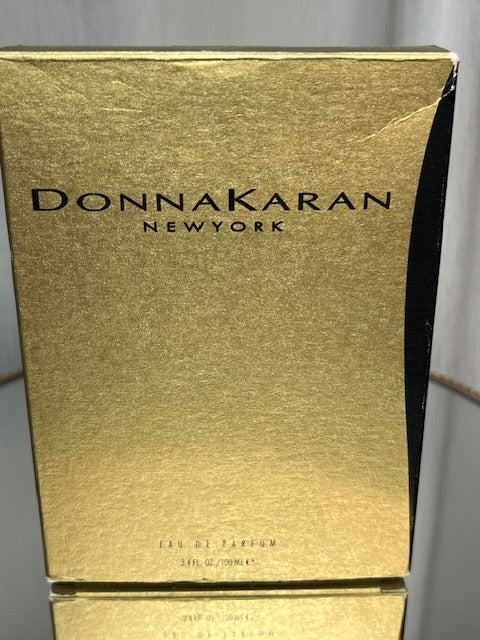 DONNAKARAN
NEWYORK
EAU DE PARFUM
3.4 FL. OZ./100 ML ℮*